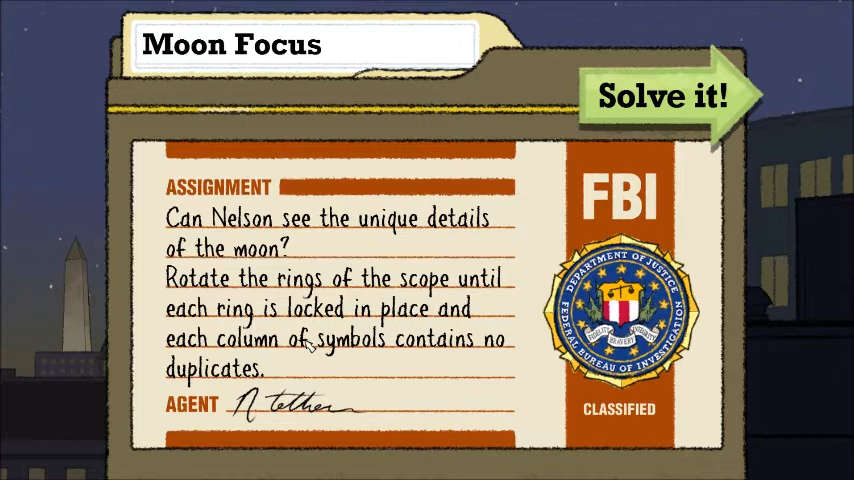 Moon Focus
Solve it!
ASSIGNMENT
Can Nelson see the unique details
of the moon?
Rotate the rings of the scope until
each ring is locked in place and
each column of symbols contains no
duplicates.
AGENT N Tethers
FBI
DEPARTMENT OF JUSTICE
FIDELITY BRAVERY INTEGRITY
FEDERAL BUREAU OF INVESTIGATION
CLASSIFIED